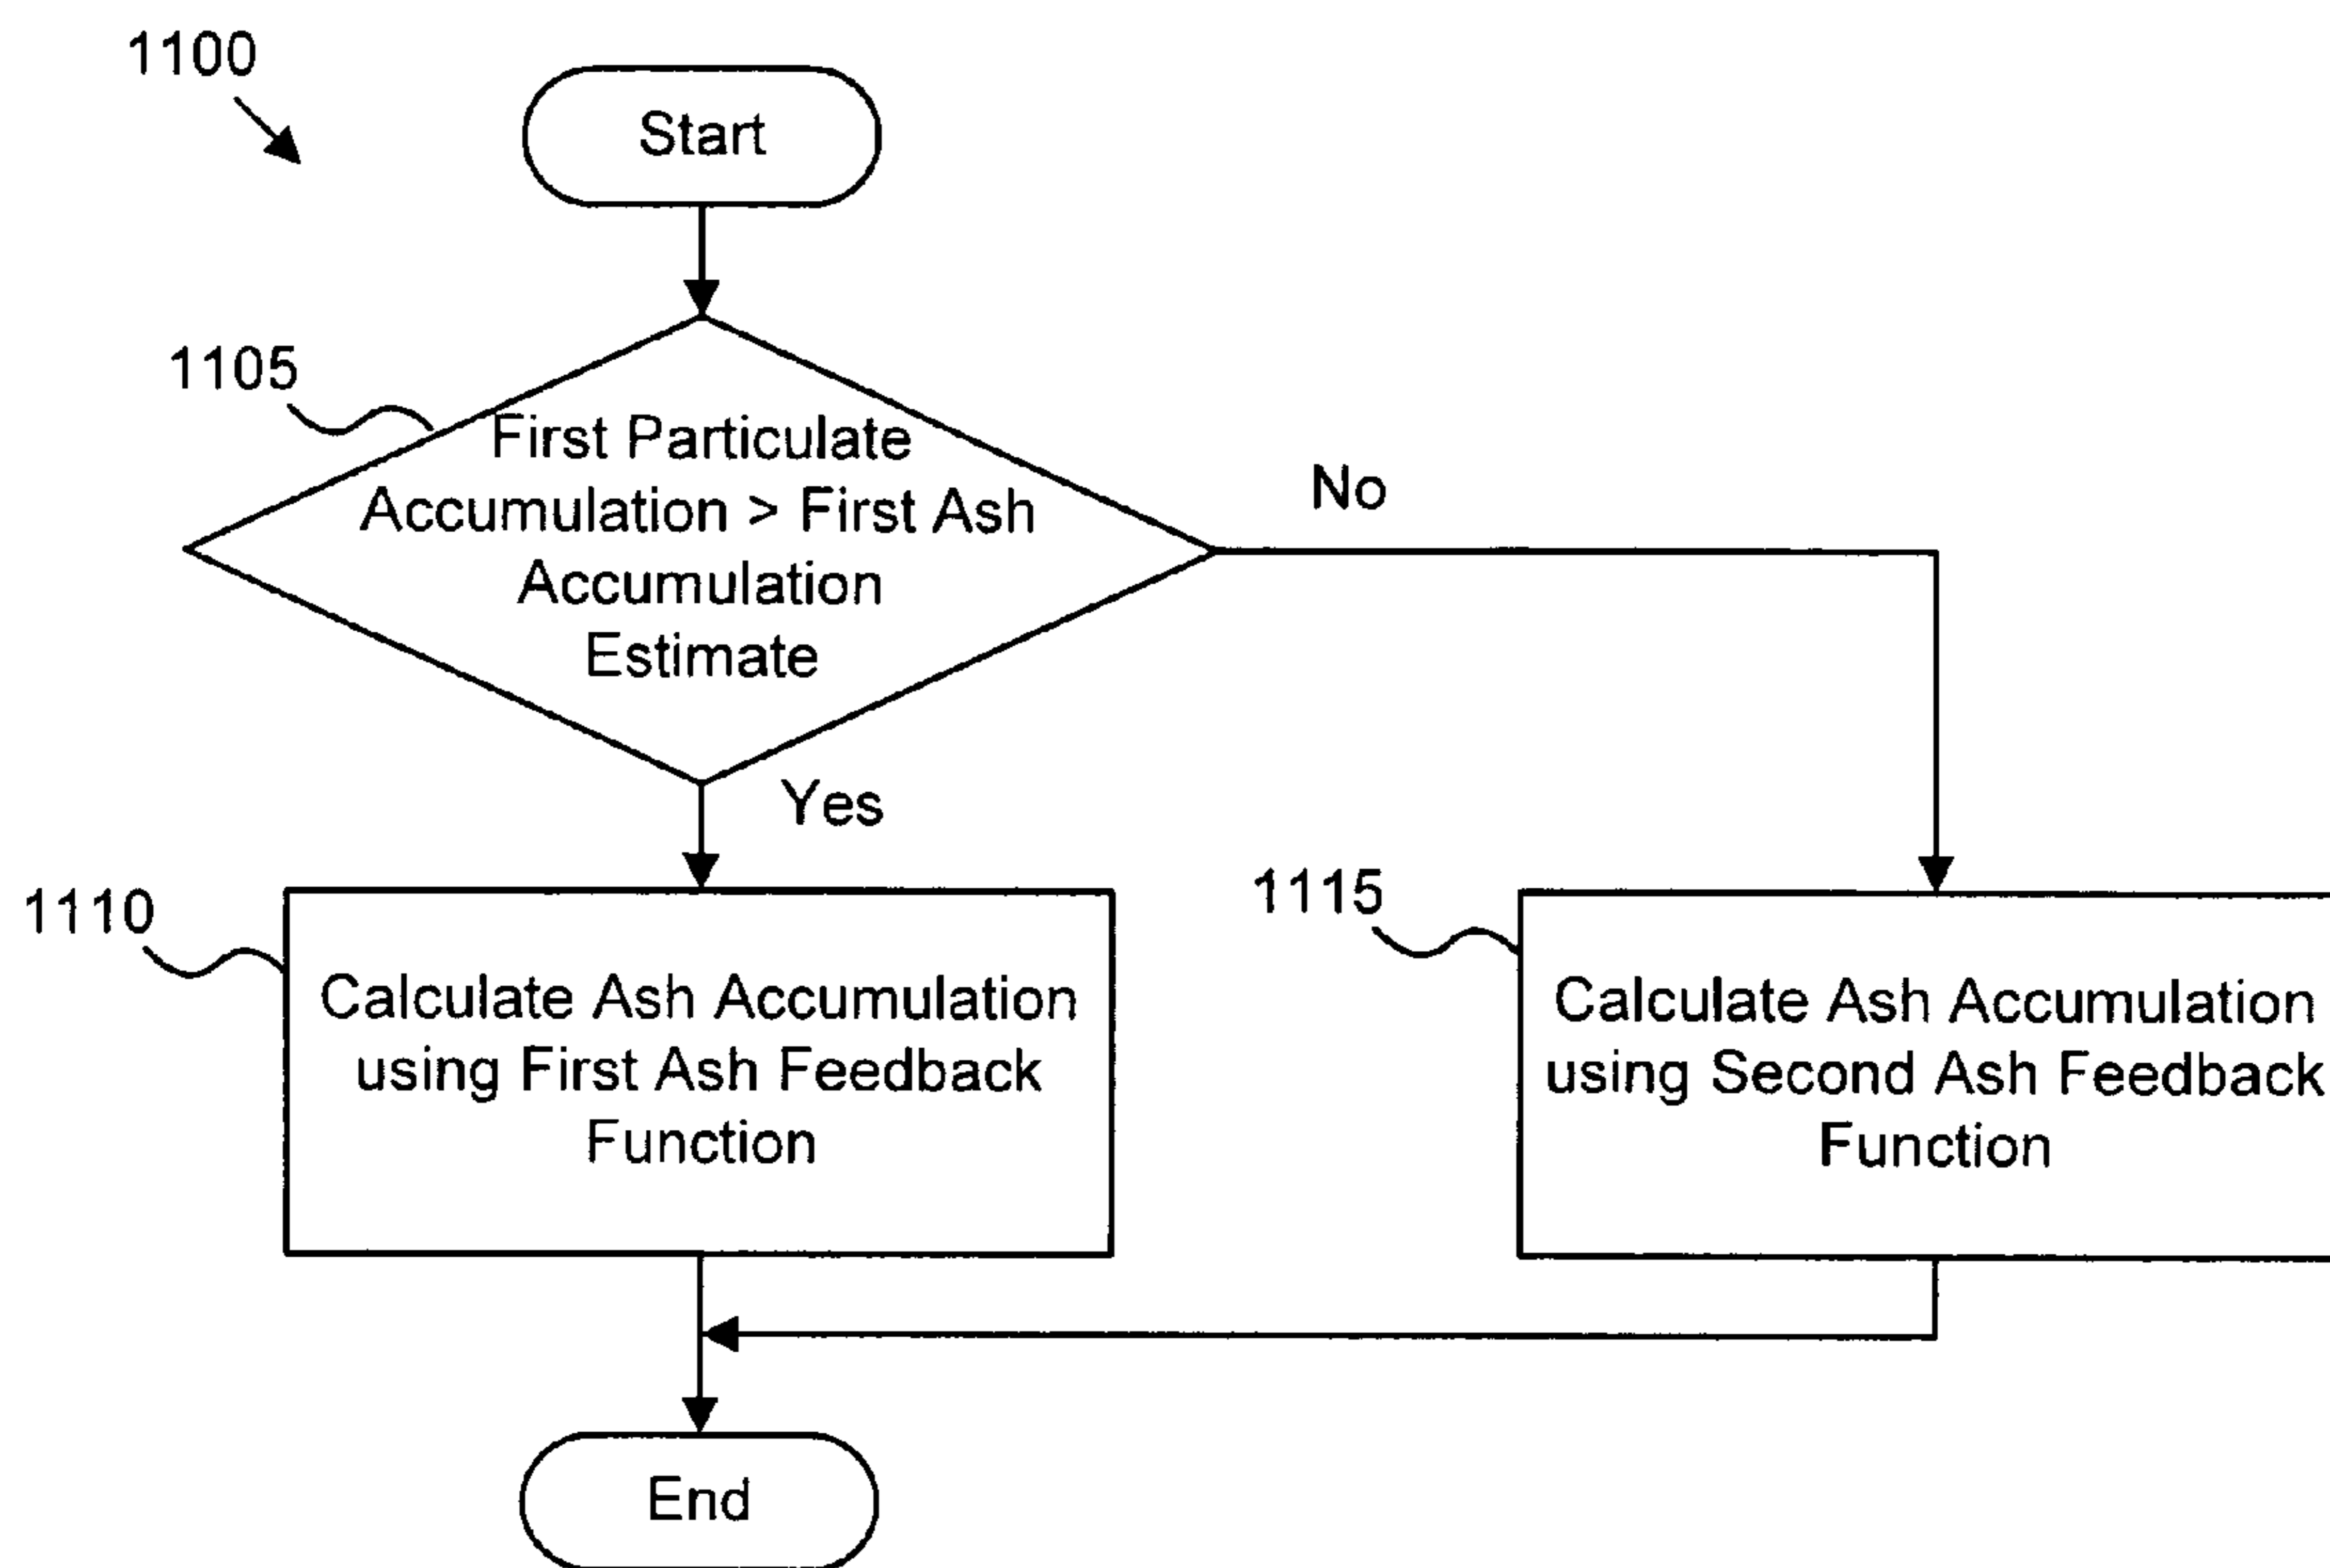 1100
Start
1105
First Particulate
Accumulation > First Ash
Accumulation
Estimate
No
Yes
1110
Calculate Ash Accumulation
using First Ash Feedback
Function
1115
Calculate Ash Accumulation
using Second Ash Feedback
Function
End